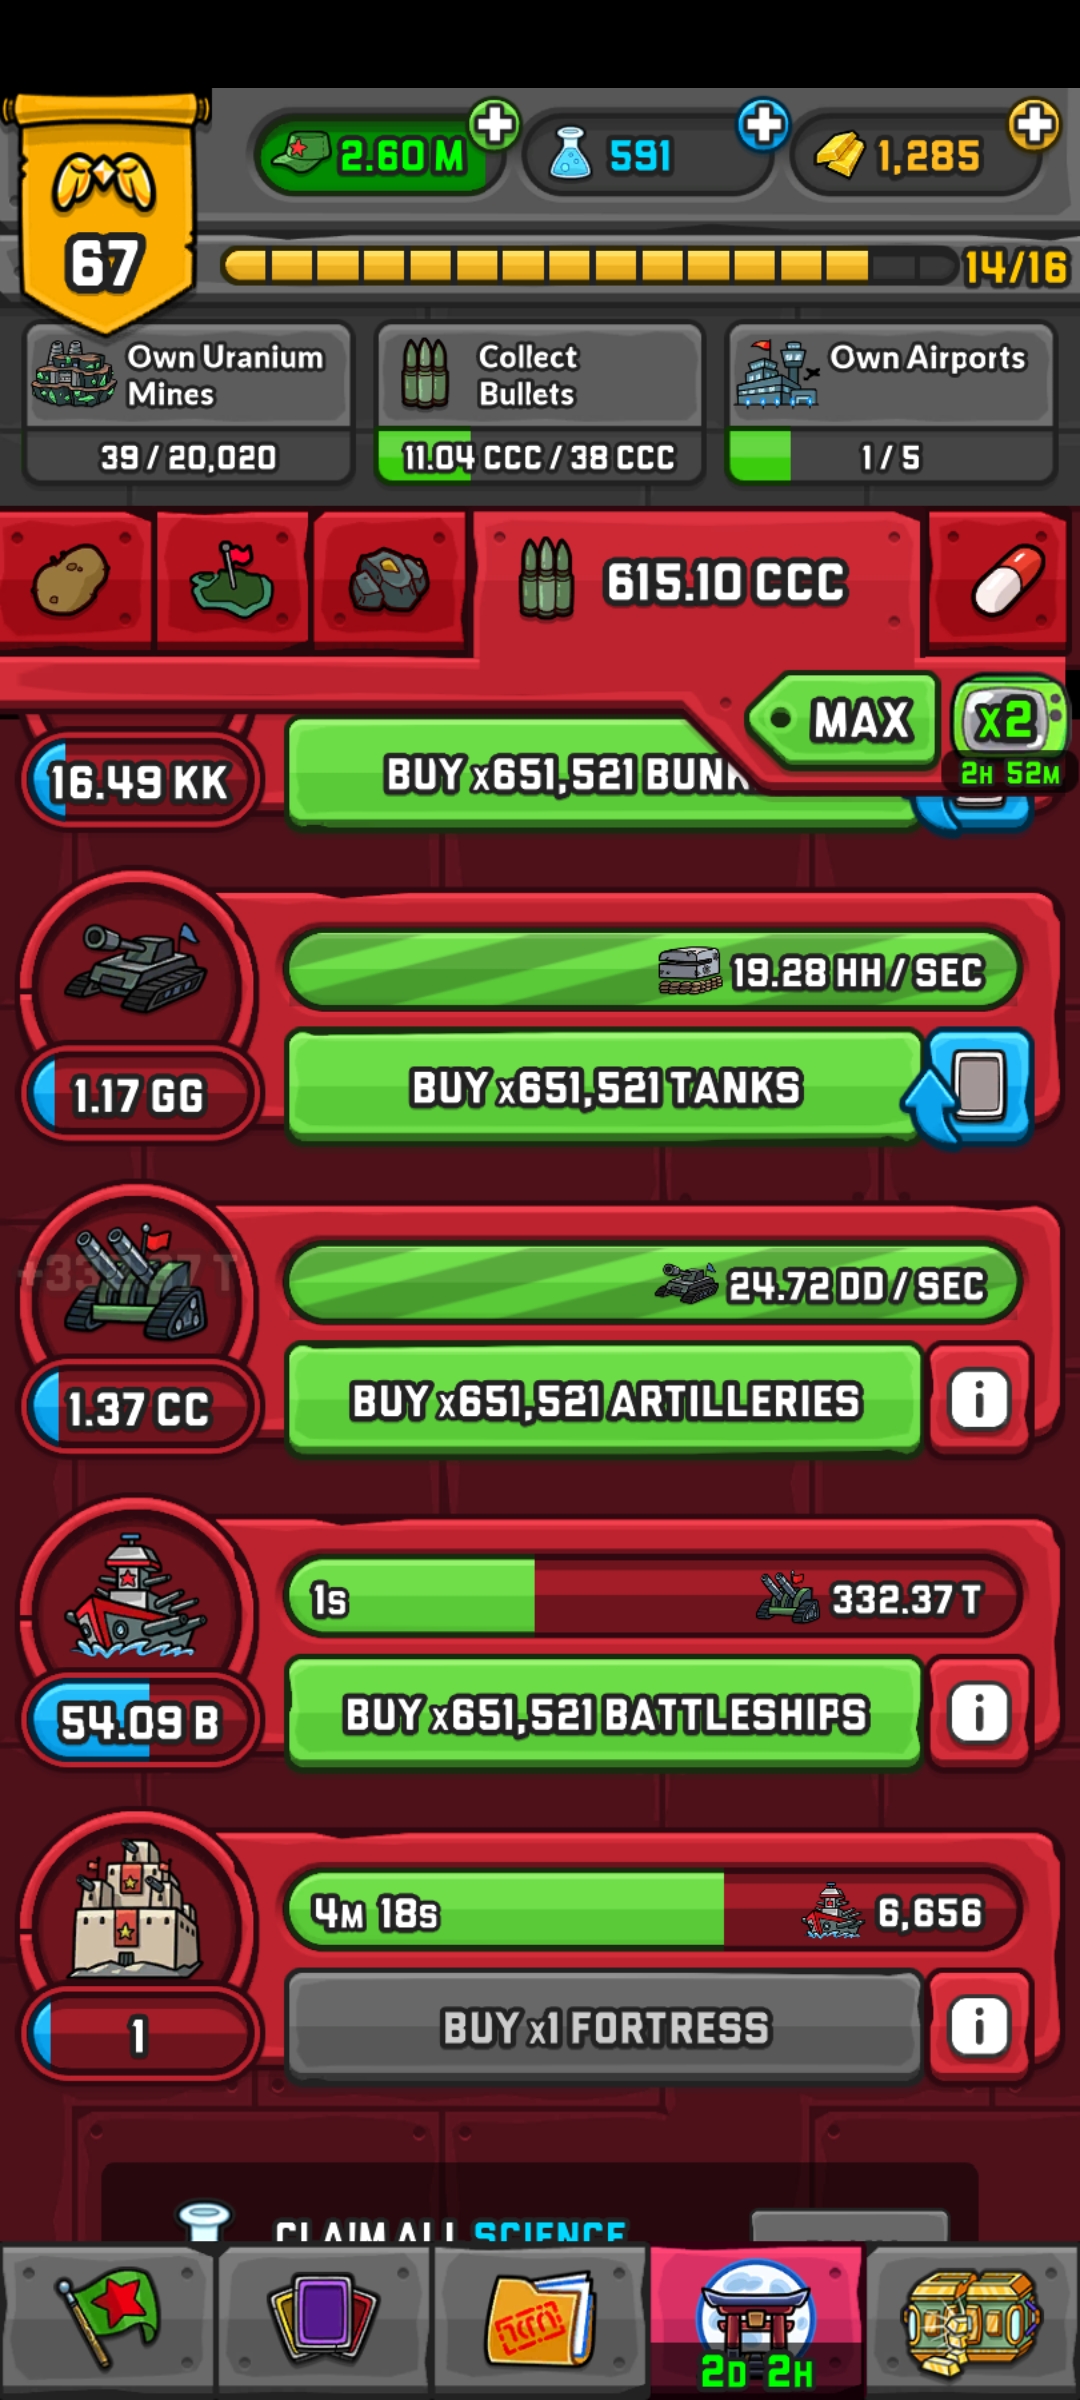 2.60 M
591
1,285
67
14/16
Own Uranium Mines
39 / 20,020
Collect Bullets
11.04 CCC / 38 CCC
Own Airports
1 / 5
615.10 CCC
MAX
x2
2H 52M
16.49 KK
BUY x651,521
19.28 HH / SEC
1.17 GG
BUY x651,521 TANKS
24.72 DD / SEC
1.37 CC
BUY x651,521 ARTILLERIES
i
1s
332.37 T
54.09 B
BUY x651,521 BATTLESHIPS
i
4M 18s
6,656
1
BUY x1 FORTRESS
i
CLAIM ALL SCIENCE
2D 2H